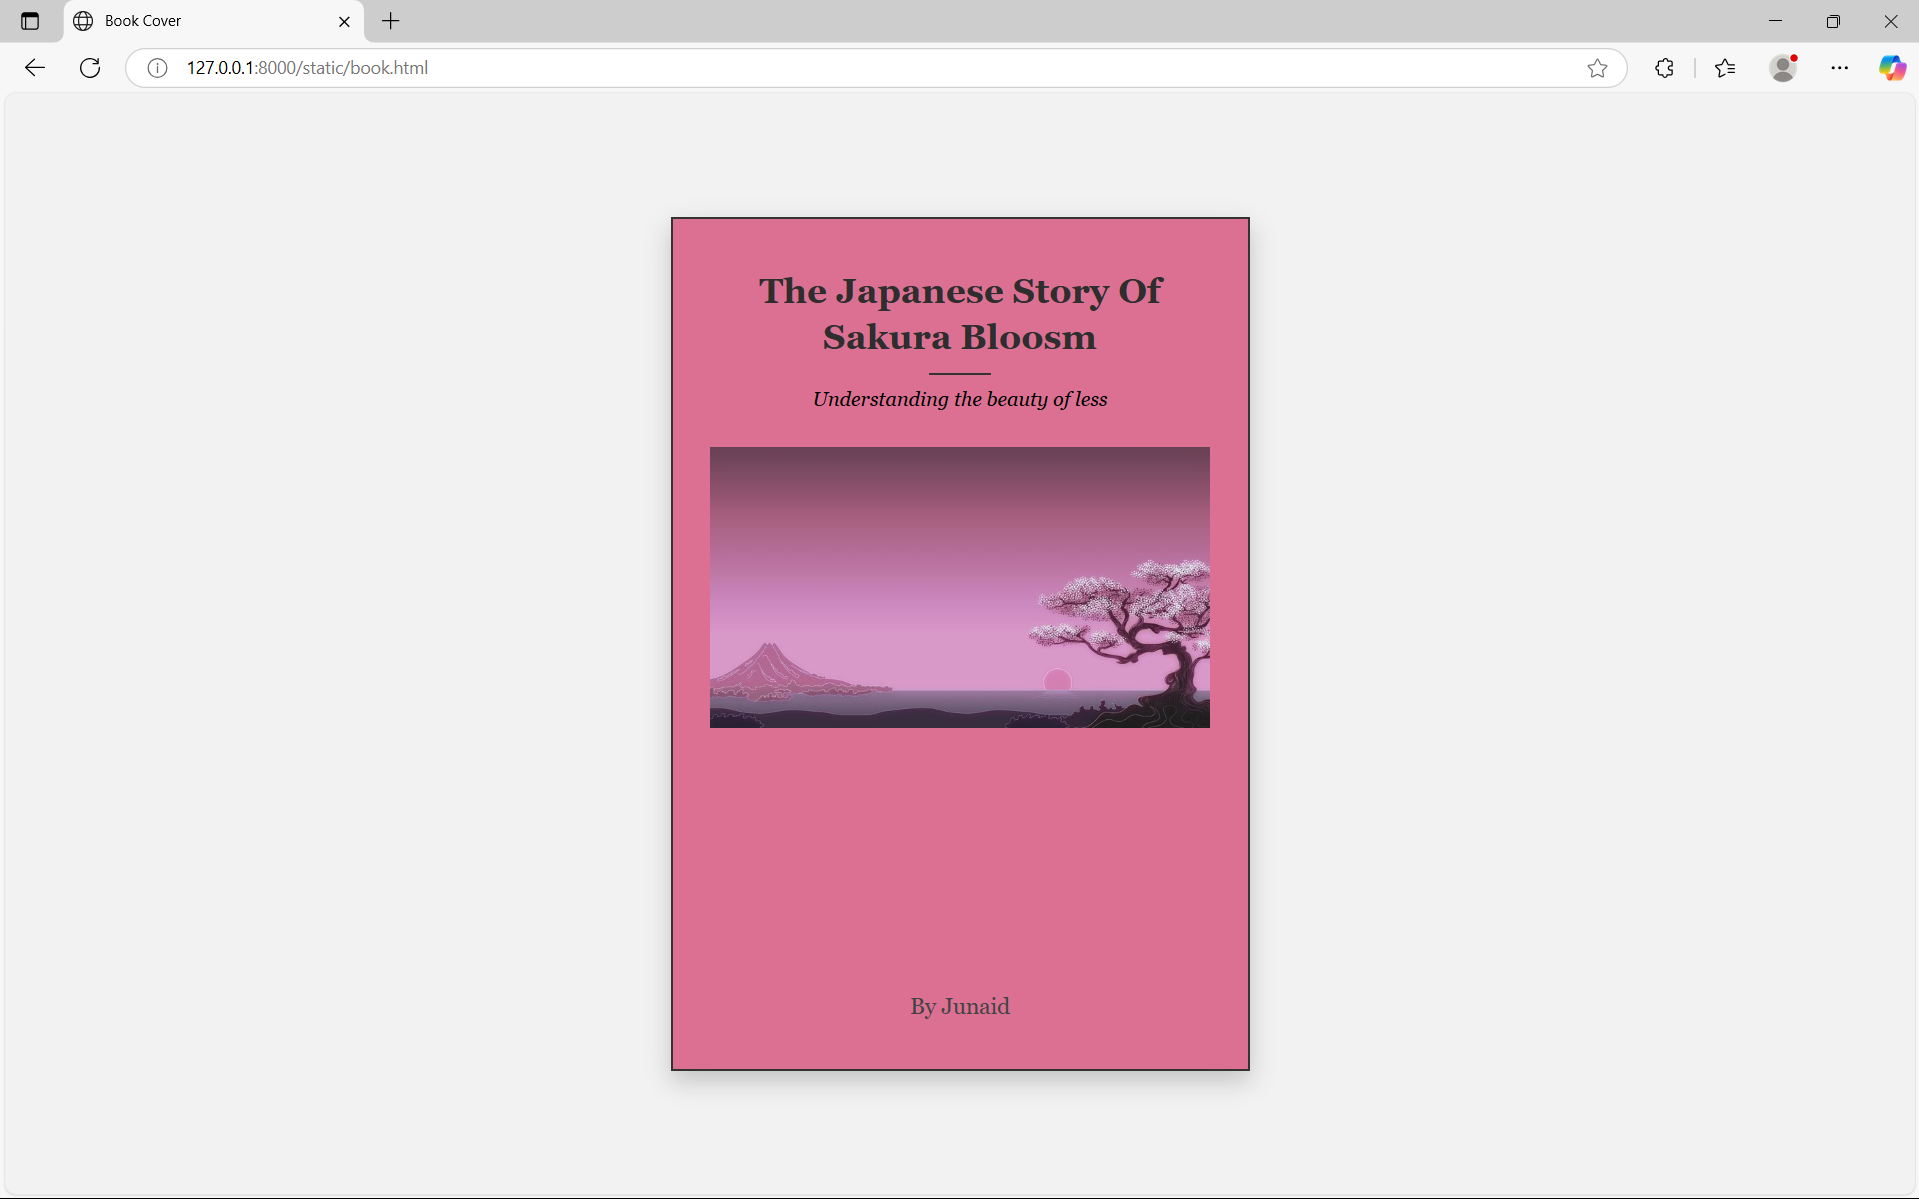 Book Cover
127.0.0.1:8000/static/book.html
The Japanese Story Of
Sakura Bloosm
Understanding the beauty of less
By Junaid